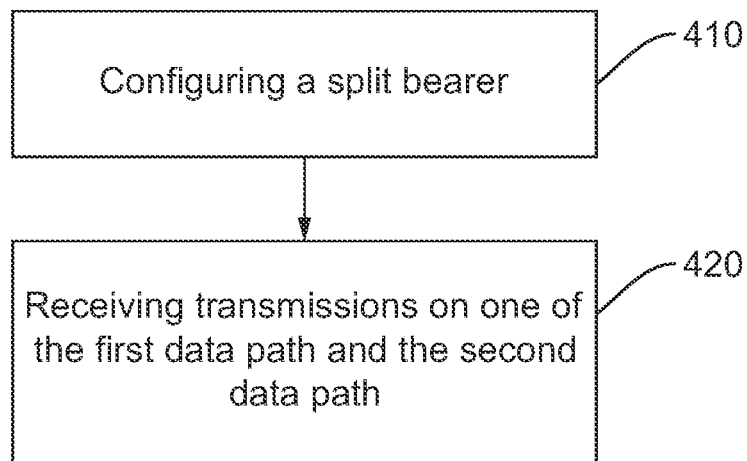 Configuring a split bearer
410
Receiving transmissions on one of
the first data path and the second
data path
420